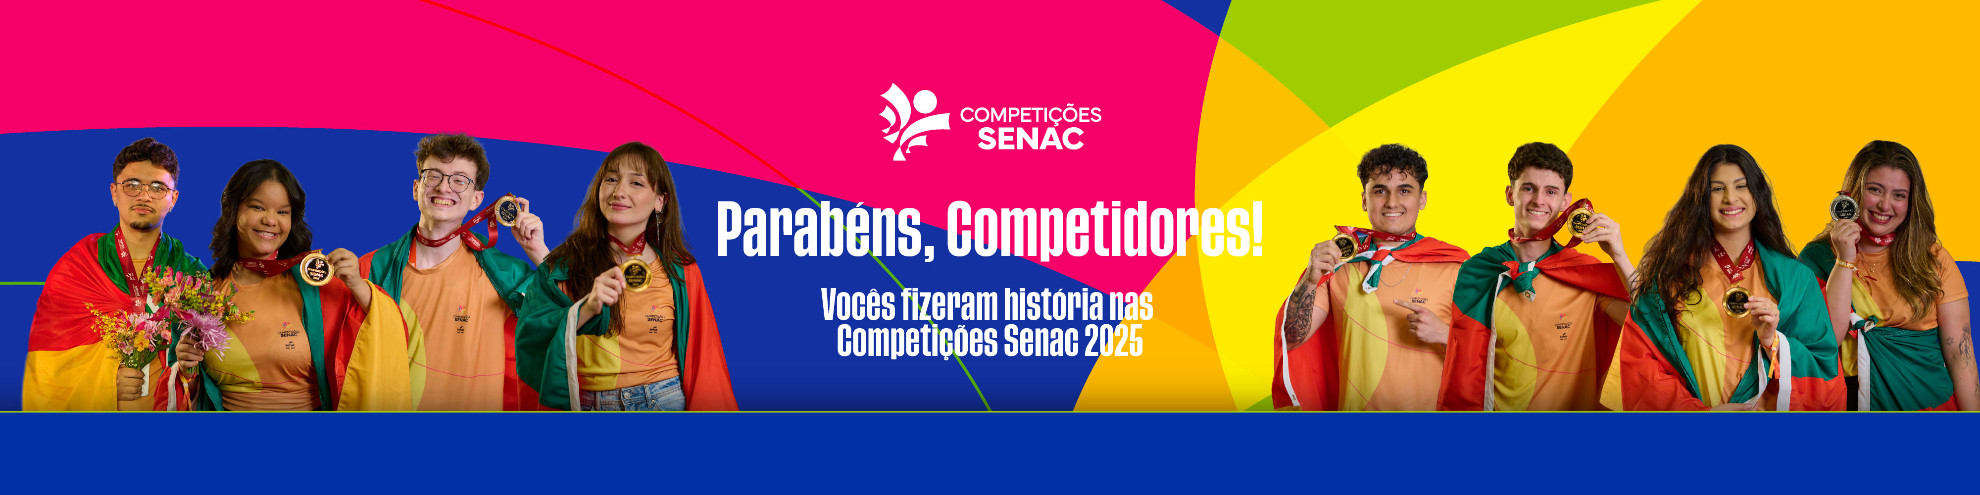 COMPETIÇÕES
SENAC
Parabéns, Competidores!
Vocês fizeram história nas
Competições Senac 2025